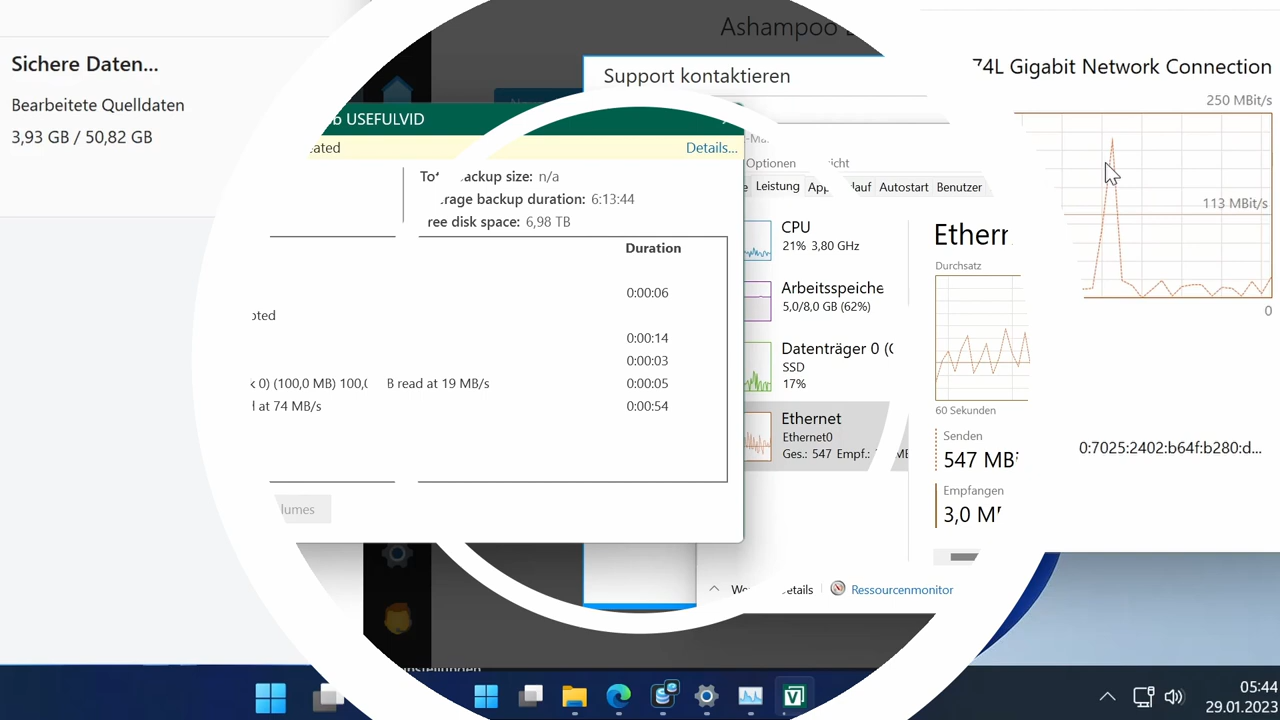 Sichere Daten...
Bearbeitete Quelldaten
3,93 GB / 50,82 GB
Ashampoo
Support kontaktieren
USEFULVID
Details...
backup size: n/a
backup duration: 6:13:44
disk space: 6,98 TB
Duration
0:00:06
0:00:14
0:00:03
0) (100,0 MB) 100,
B read at 19 MB/s
0:00:05
at 74 MB/s
0:00:54
Optionen
Leistung
Autostart
Benutzer
CPU
21% 3,80 GHz
Arbeitsspeiche
5,0/8,0 GB (62%)
Datenträger 0 (
SSD
17%
Ethernet
Ethernet0
Ges.: 547 Empf.:
Ressourcenmonitor
Durchsatz
60 Sekunden
Senden
547
Empfangen
3,0
74L Gigabit Network Connection
250 MBit/s
113 MBit/s
0
0:7025:2402:b64f:b280:d...
05:44
29.01.2023